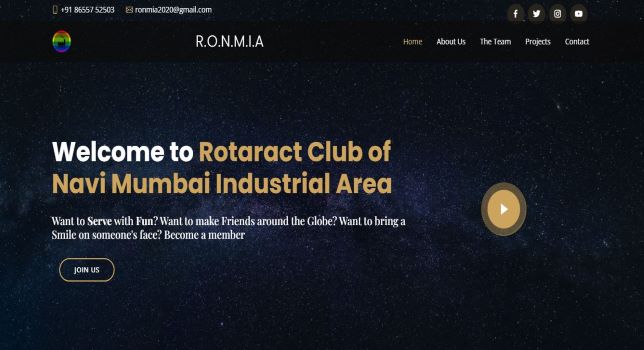 +91 86557 52503 ronmia2020@gmail.com
R.O.N.M.I.A Home About Us The Team Projects Contact
Welcome to Rotaract Club of
Navi Mumbai Industrial Area
Want to Serve with Fun? Want to make Friends around the Globe? Want to bring a
Smile on someone's face? Become a member
JOIN US